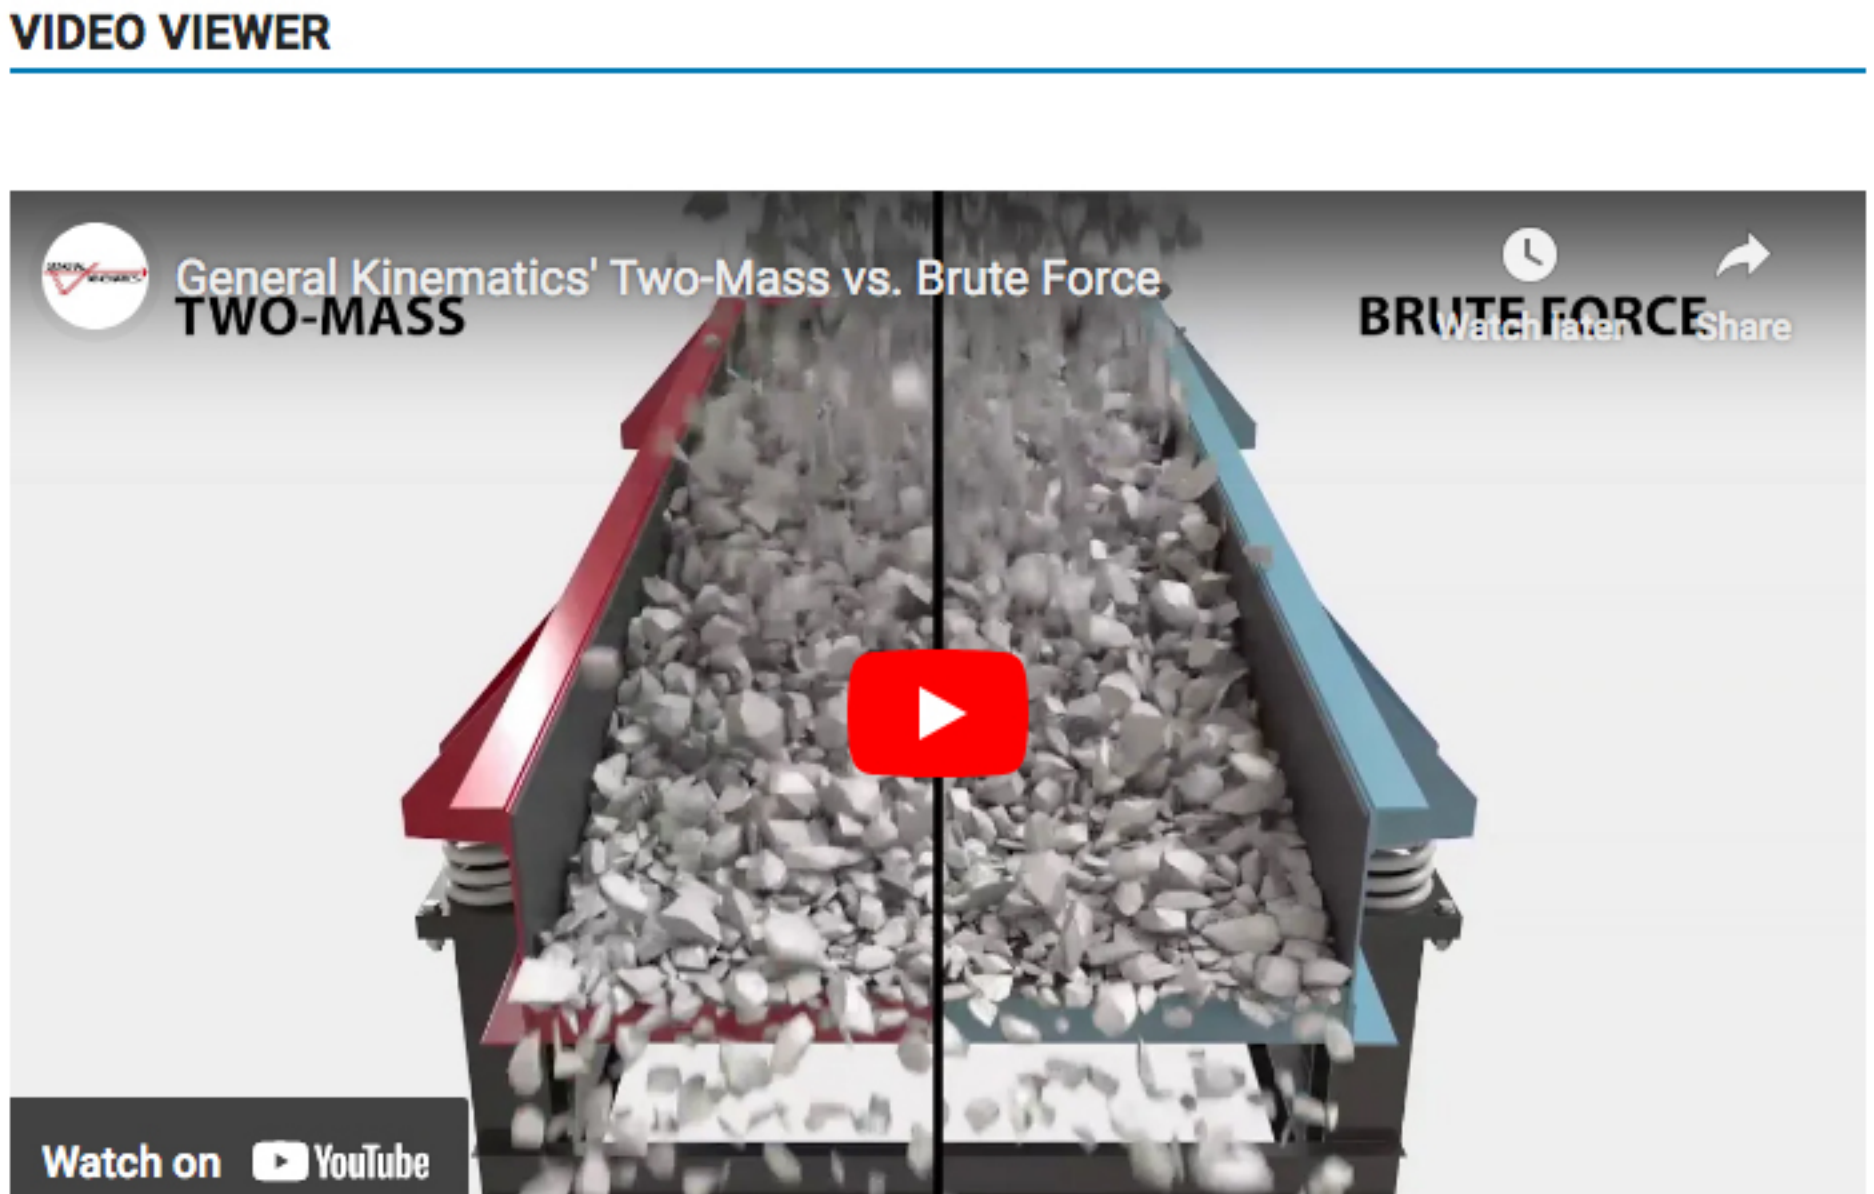 VIDEO VIEWER
General Kinematics' Two-Mass vs. Brute Force
TWO-MASS
BRUTE FORCE
Watch later
Share
Watch on YouTube